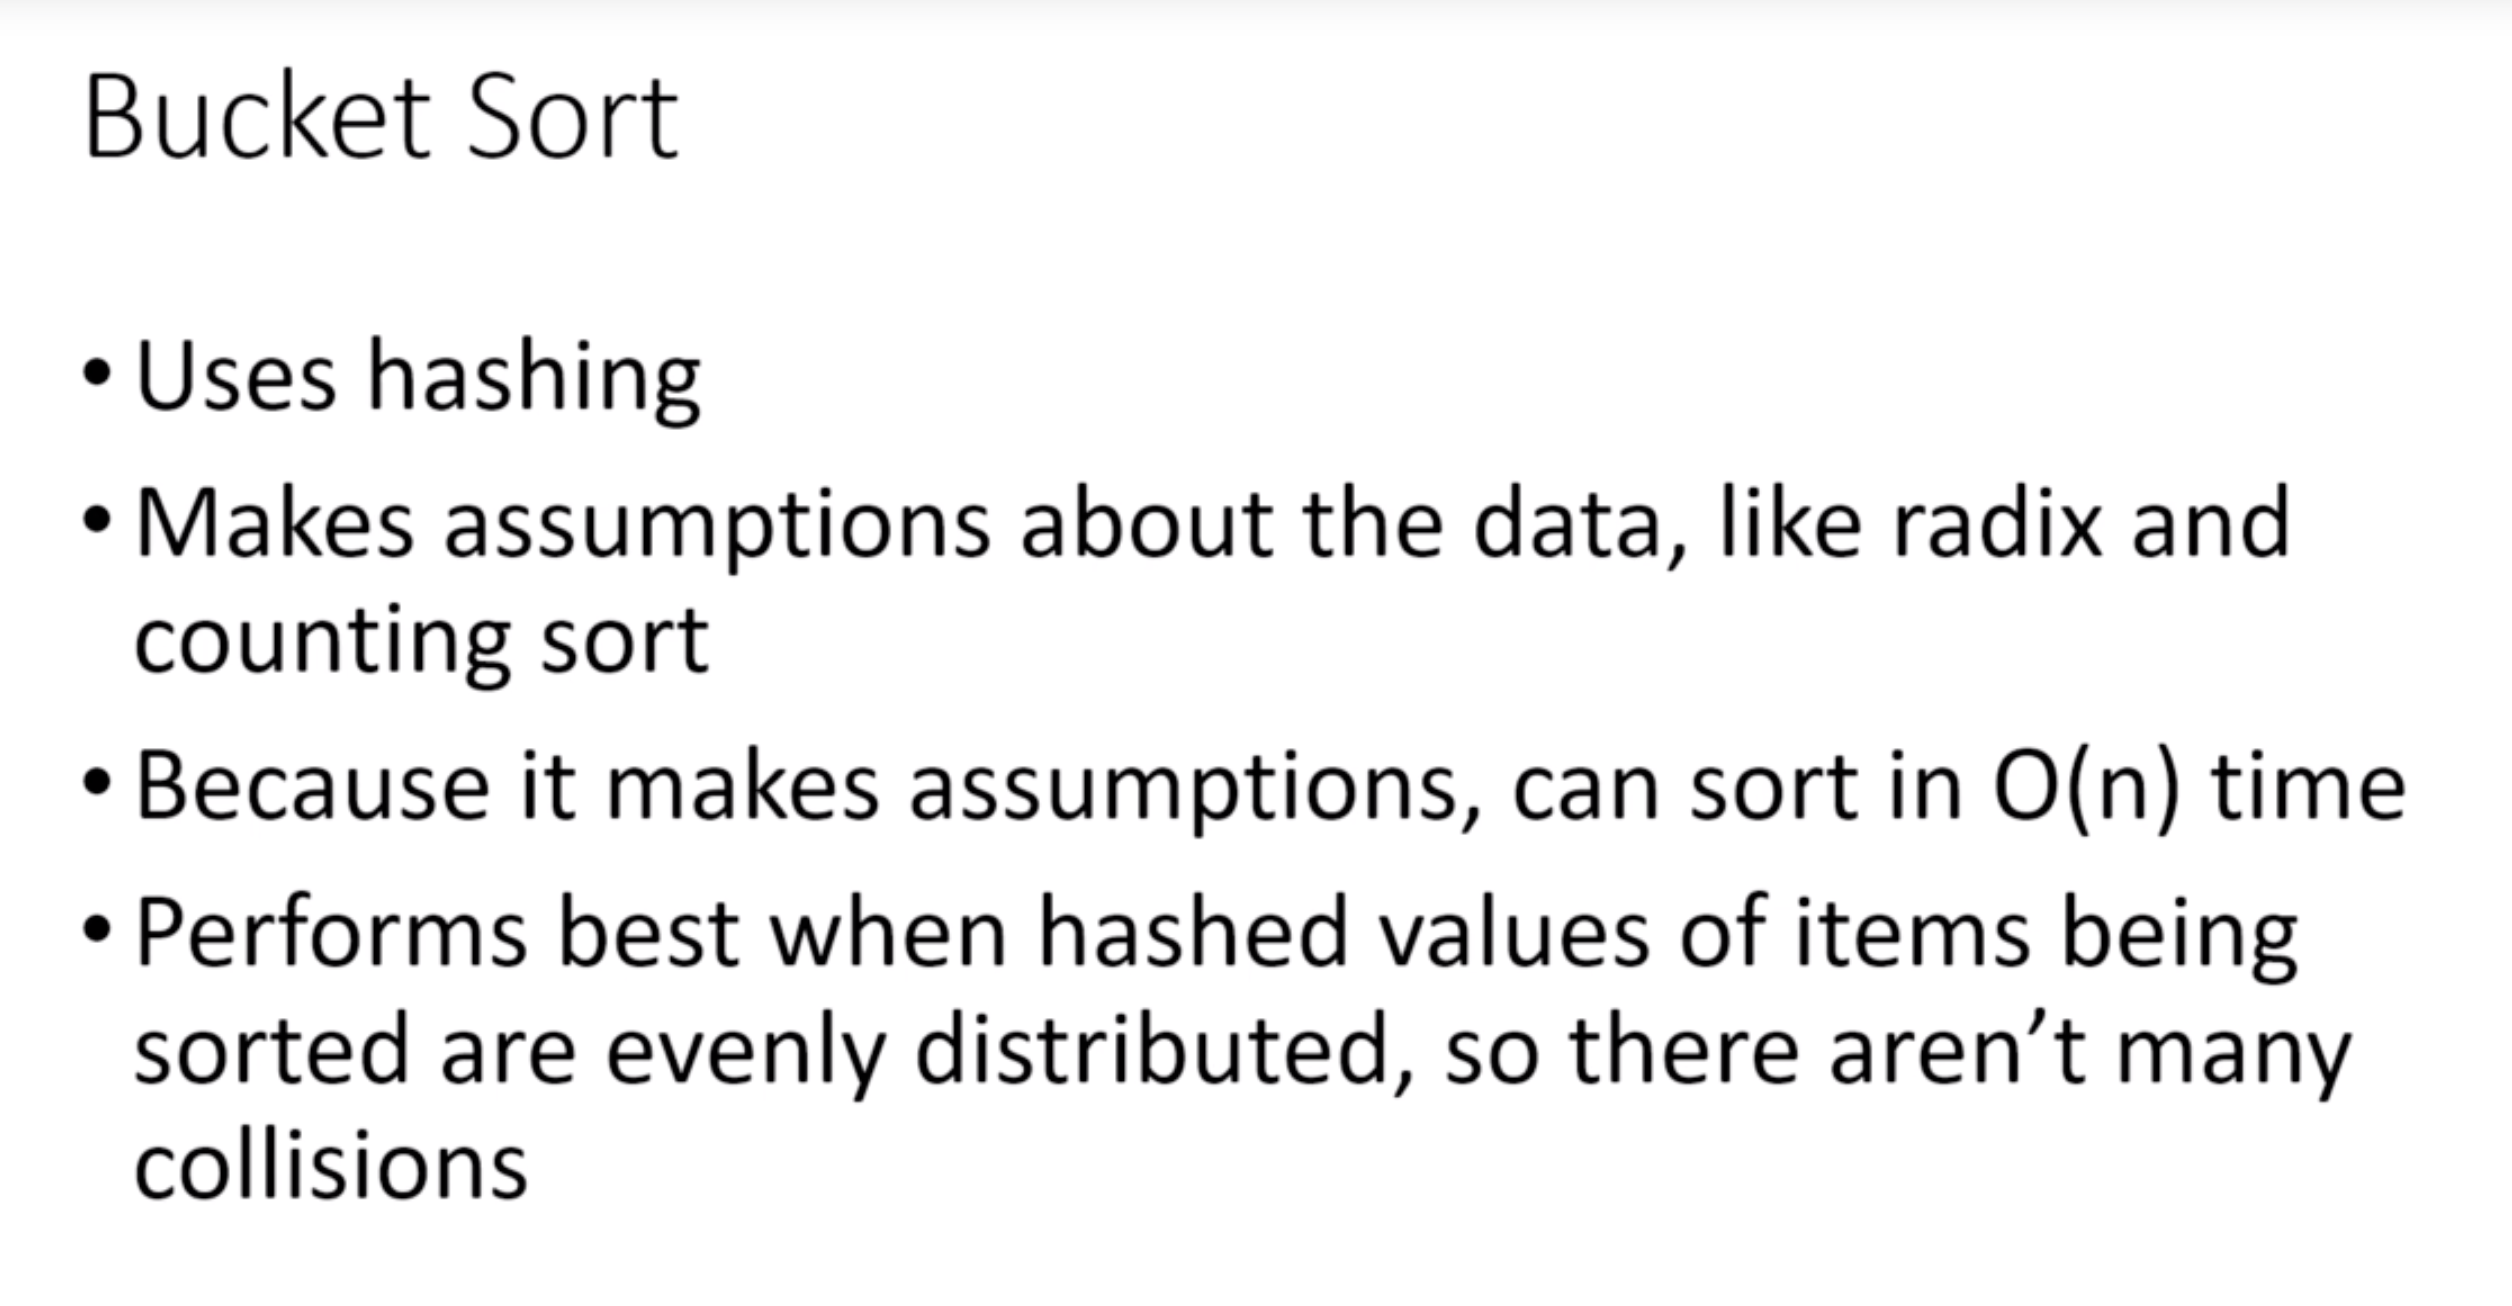 Bucket Sort
• Uses hashing
• Makes assumptions about the data, like radix and
counting sort
• Because it makes assumptions, can sort in O(n) time
• Performs best when hashed values of items being
sorted are evenly distributed, so there aren’t many
collisions